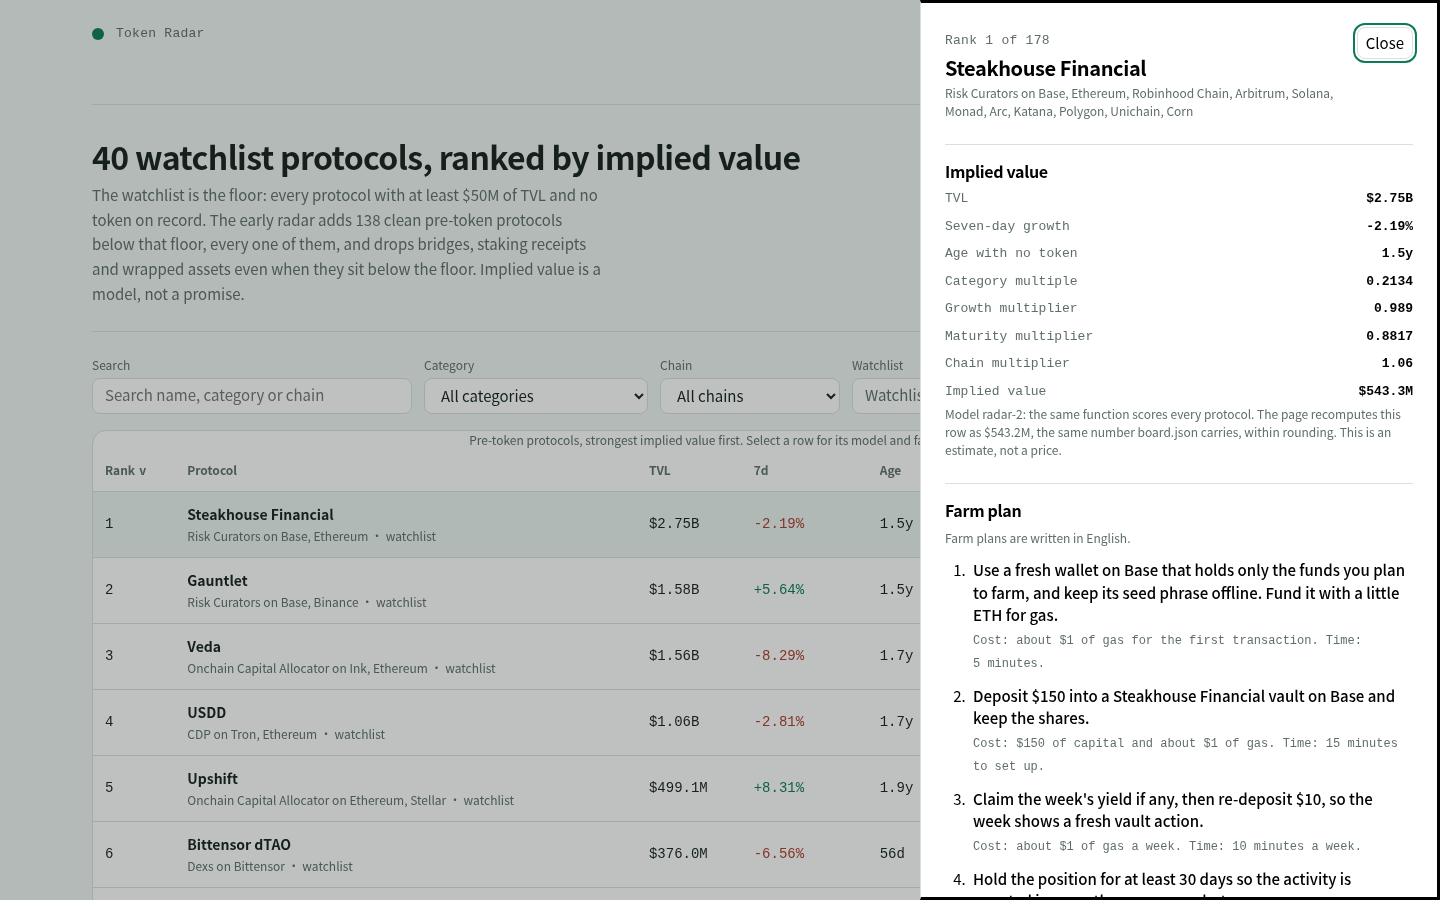 Token Radar
40 watchlist protocols, ranked by implied value
The watchlist is the floor: every protocol with at least $50M of TVL and no
token on record. The early radar adds 138 clean pre-token protocols
below that floor, every one of them, and drops bridges, staking receipts
and wrapped assets even when they sit below the floor. Implied value is a
model, not a promise.
Search
Category
Chain
Watchlist
Search name, category or chain
All categories
All chains
Pre-token protocols, strongest implied value first. Select a row for its model and
Rank v Protocol TVL 7d Age
1 Steakhouse Financial $2.75B -2.19% 1.5y
Risk Curators on Base, Ethereum • watchlist
2 Gauntlet $1.58B +5.64% 1.5y
Risk Curators on Base, Binance • watchlist
3 Veda $1.56B -8.29% 1.7y
Onchain Capital Allocator on Ink, Ethereum • watchlist
4 USDD $1.06B -2.81% 1.7y
CDP on Tron, Ethereum • watchlist
5 Upshift $499.1M +8.31% 1.9y
Onchain Capital Allocator on Ethereum, Stellar • watchlist
6 Bittensor dTAO $376.0M -6.56% 56d
Dexs on Bittensor • watchlist
Rank 1 of 178
Close
Steakhouse Financial
Risk Curators on Base, Ethereum, Robinhood Chain, Arbitrum, Solana,
Monad, Arc, Katana, Polygon, Unichain, Corn
Implied value
TVL $2.75B
Seven-day growth -2.19%
Age with no token 1.5y
Category multiple 0.2134
Growth multiplier 0.989
Maturity multiplier 0.8817
Chain multiplier 1.06
Implied value $543.3M
Model radar-2: the same function scores every protocol. The page recomputes this
row as $543.2M, the same number board.json carries, within rounding. This is an
estimate, not a price.
Farm plan
Farm plans are written in English.
1. Use a fresh wallet on Base that holds only the funds you plan
to farm, and keep its seed phrase offline. Fund it with a little
ETH for gas.
Cost: about $1 of gas for the first transaction. Time:
5 minutes.
2. Deposit $150 into a Steakhouse Financial vault on Base and
keep the shares.
Cost: $150 of capital and about $1 of gas. Time: 15 minutes
to set up.
3. Claim the week's yield if any, then re-deposit $10, so the
week shows a fresh vault action.
Cost: about $1 of gas a week. Time: 10 minutes a week.
4. Hold the position for at least 30 days so the activity is